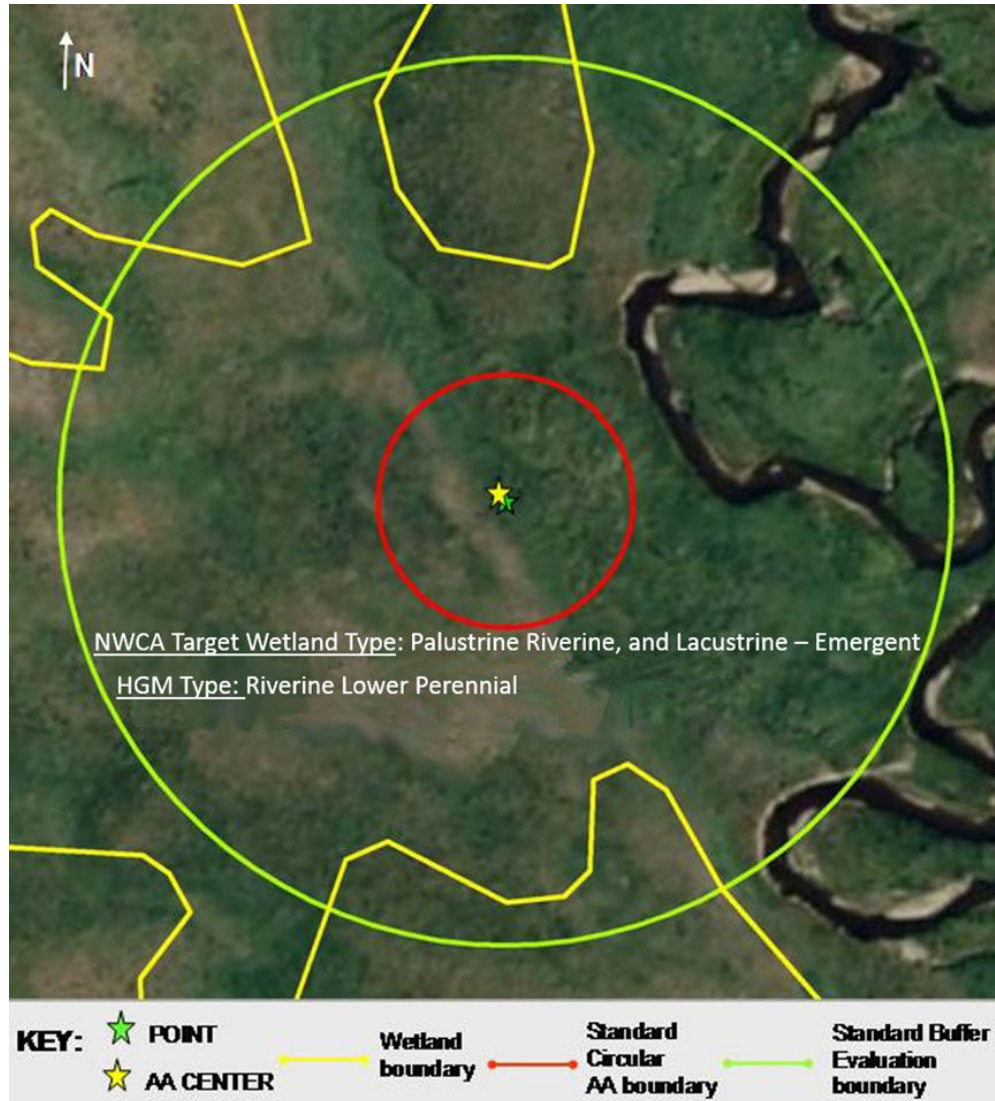 N
NWCA Target Wetland Type: Palustrine Riverine, and Lacustrine – Emergent
HGM Type: Riverine Lower Perennial
KEY:
POINT
AA CENTER
Wetland
boundary
Standard
Circular
AA boundary
Standard Buffer
Evaluation
boundary